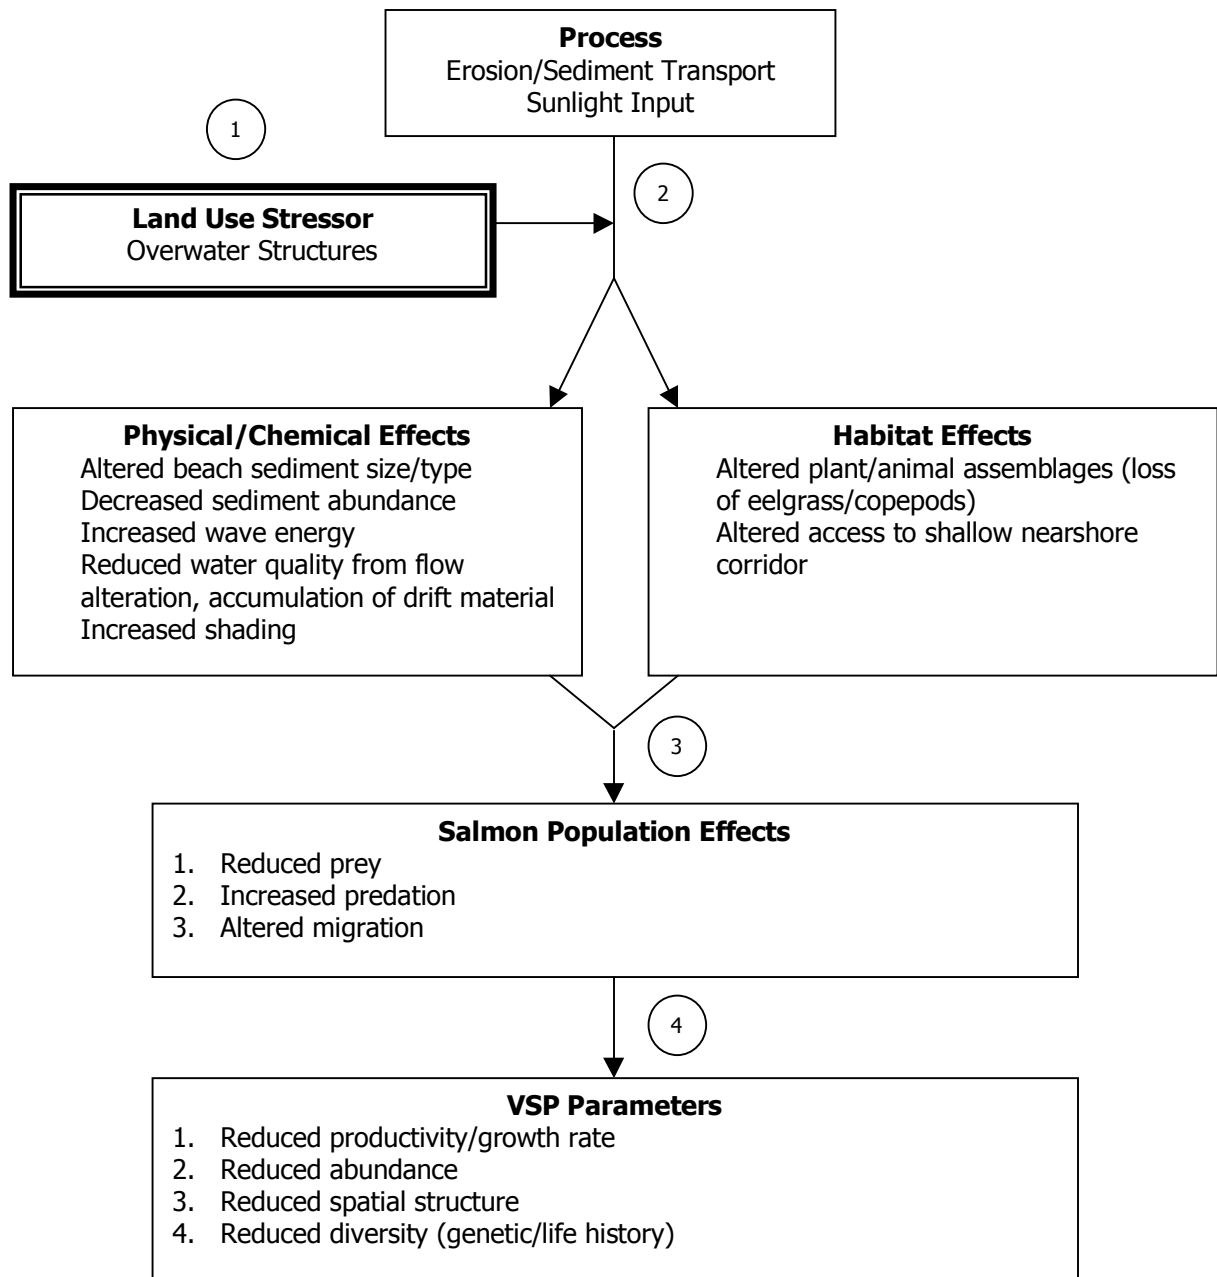 Process
Erosion/Sediment Transport
Sunlight Input
1
2
Land Use Stressor
Overwater Structures
Physical/Chemical Effects
Altered beach sediment size/type
Decreased sediment abundance
Increased wave energy
Reduced water quality from flow
alteration, accumulation of drift material
Increased shading
Habitat Effects
Altered plant/animal assemblages (loss
of eelgrass/copepods)
Altered access to shallow nearshore
corridor
3
Salmon Population Effects
1. Reduced prey
2. Increased predation
3. Altered migration
4
VSP Parameters
1. Reduced productivity/growth rate
2. Reduced abundance
3. Reduced spatial structure
4. Reduced diversity (genetic/life history)